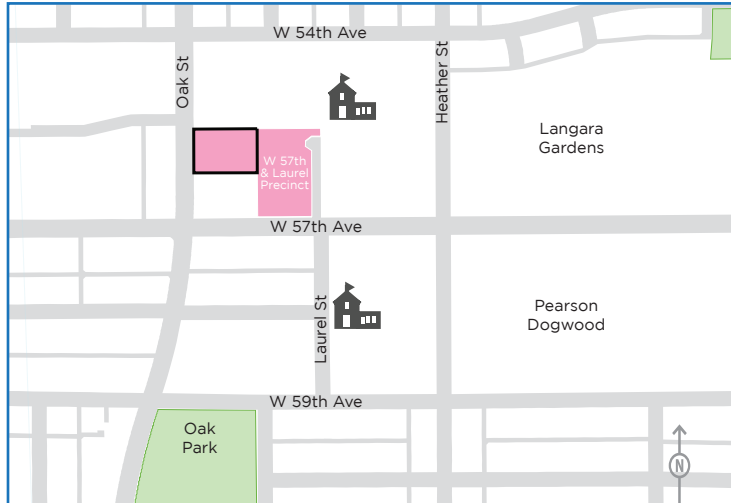 W 54th Ave
Oak St
Heather St
Langara
Gardens
W 57th
& Laurel
Precinct
W 57th Ave
Laurel St
Pearson
Dogwood
W 59th Ave
Oak
Park
N